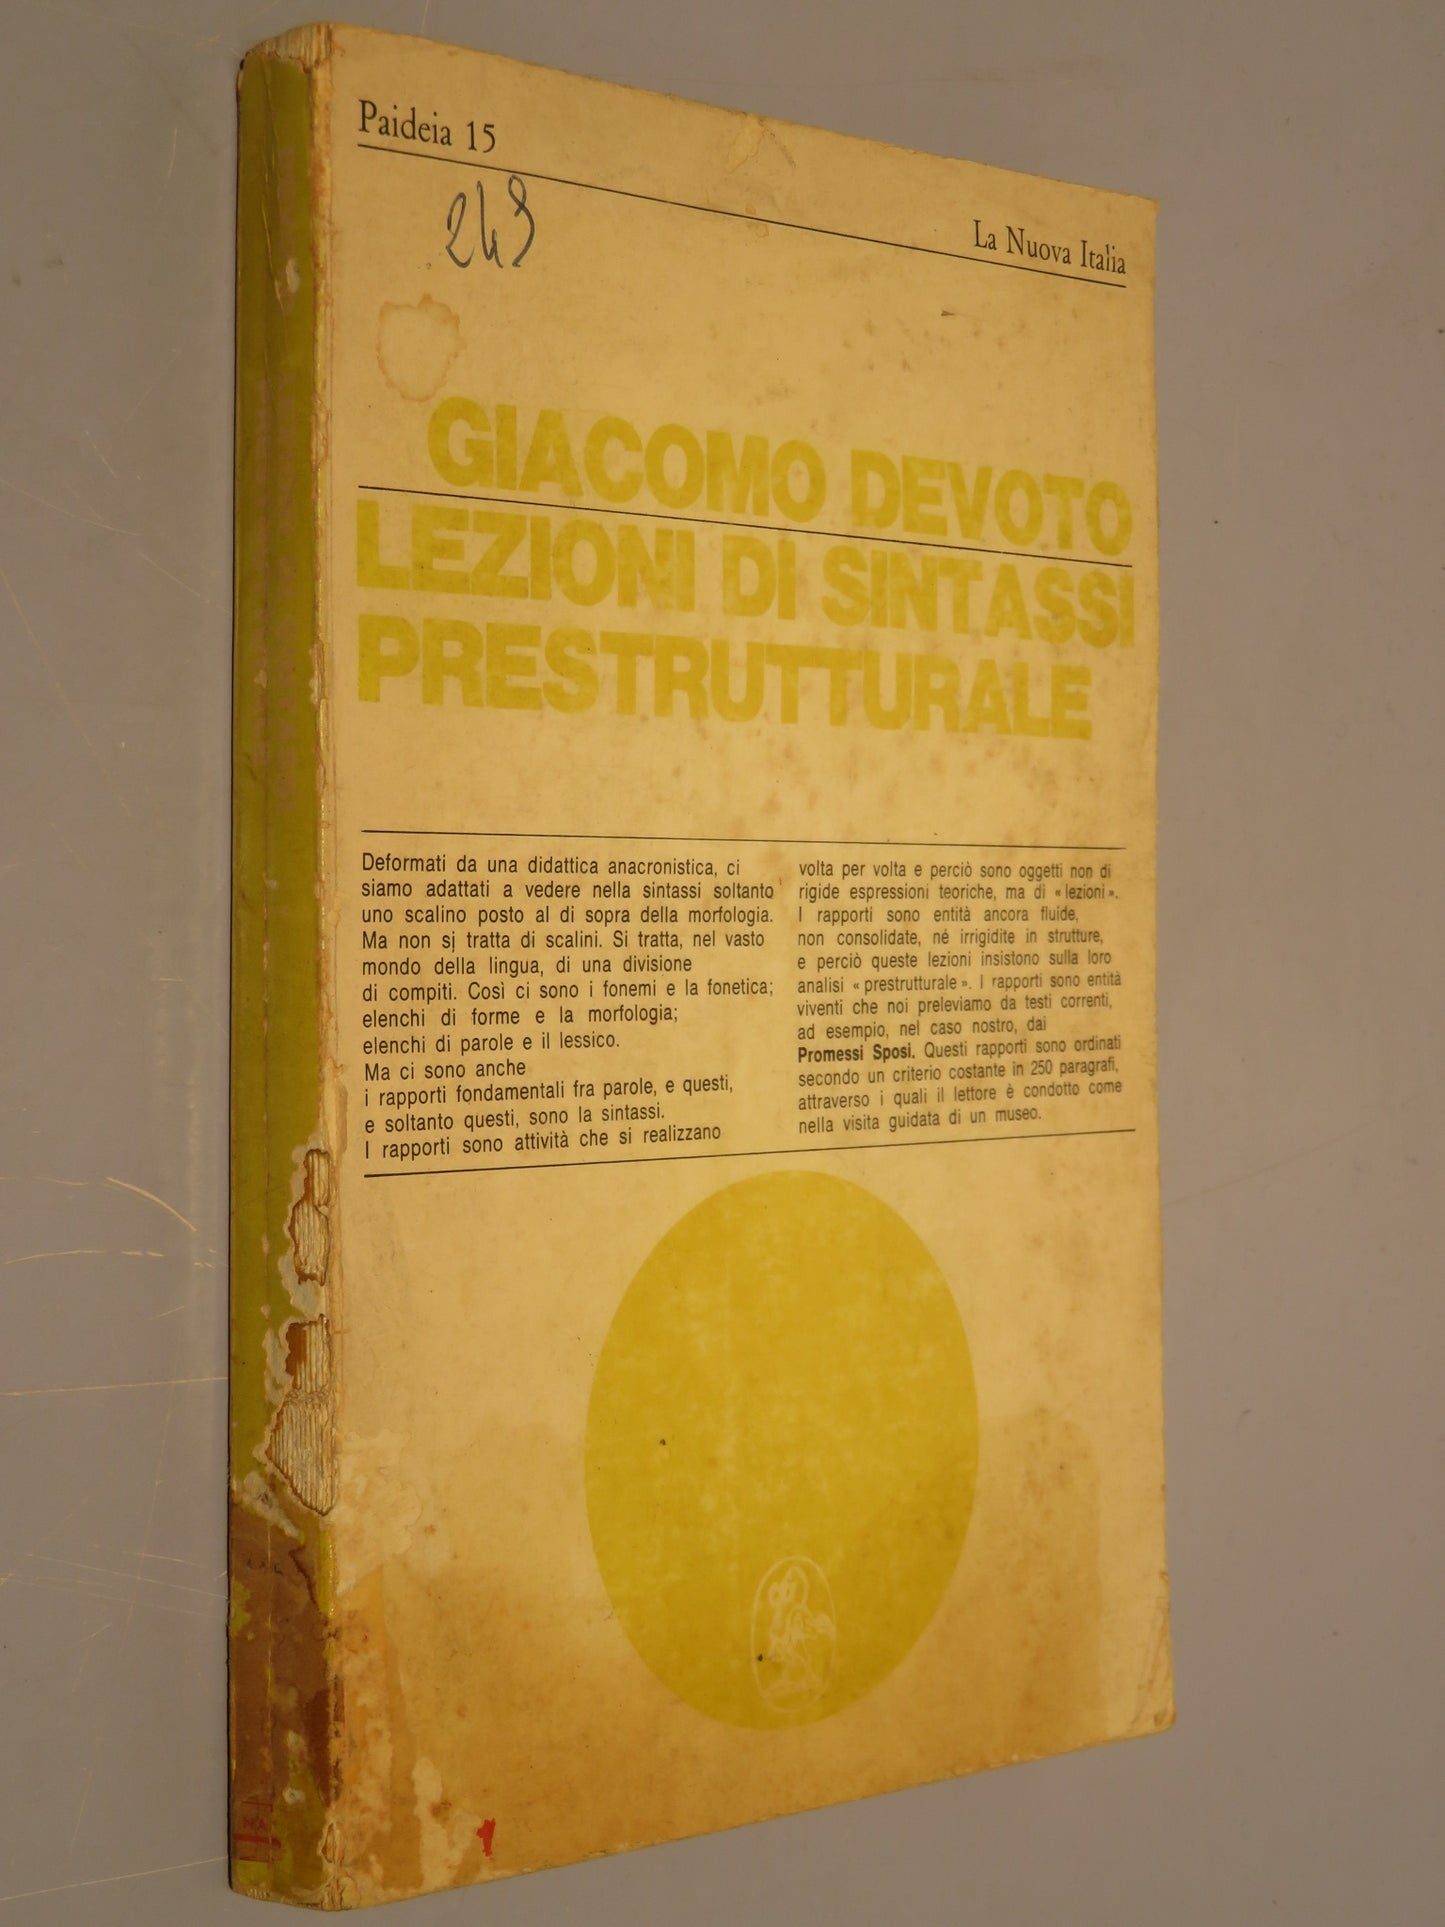 Paideia 15
249
La Nuova Italia
GIACOMO DEVOTO
LEZIONI DI SINTASSI
PRESTRUTTURALE
Deformati da una didattica anacronistica, ci
siamo adattati a vedere nella sintassi soltanto
uno scalino posto al di sopra della morfologia.
Ma non si tratta di scalini. Si tratta, nel vasto
mondo della lingua, di una divisione
di compiti. Così ci sono i fonemi e la fonetica;
elenchi di forme e la morfologia;
elenchi di parole e il lessico.
Ma ci sono anche
i rapporti fondamentali fra parole, e questi,
e soltanto questi, sono la sintassi.
I rapporti sono attività che si realizzano
volta per volta e perciò sono oggetti non di
rigide espressioni teoriche, ma di « lezioni ».
I rapporti sono entità ancora fluide,
non consolidate, né irrigidite in strutture,
e perciò queste lezioni insistono sulla loro
analisi « prestrutturale ». I rapporti sono entità
viventi che noi preleviamo da testi correnti,
ad esempio, nel caso nostro, dai
Promessi Sposi. Questi rapporti sono ordinati
secondo un criterio costante in 250 paragrafi,
attraverso i quali il lettore è condotto come
nella visita guidata di un museo.